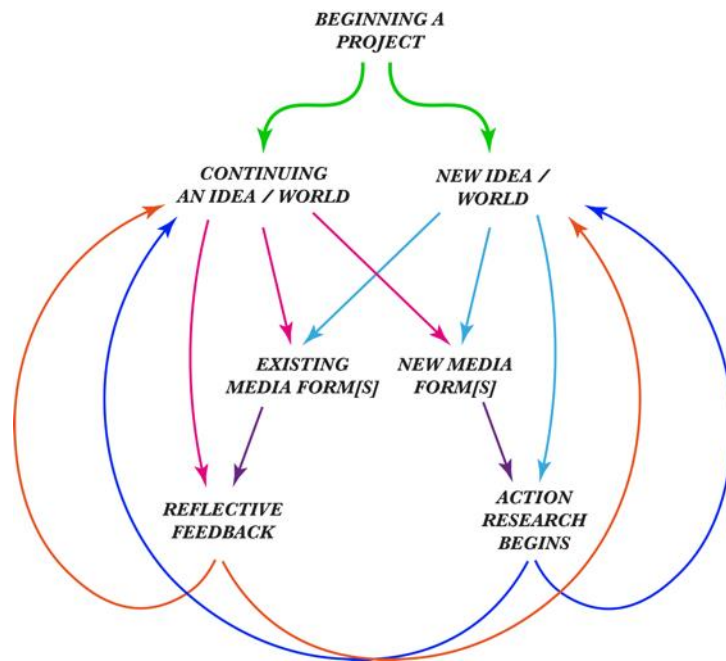 BEGINNING A
PROJECT
CONTINUING
AN IDEA / WORLD
NEW IDEA /
WORLD
EXISTING
MEDIA FORM[S]
NEW MEDIA
FORM[S]
REFLECTIVE
FEEDBACK
ACTION
RESEARCH
BEGINS